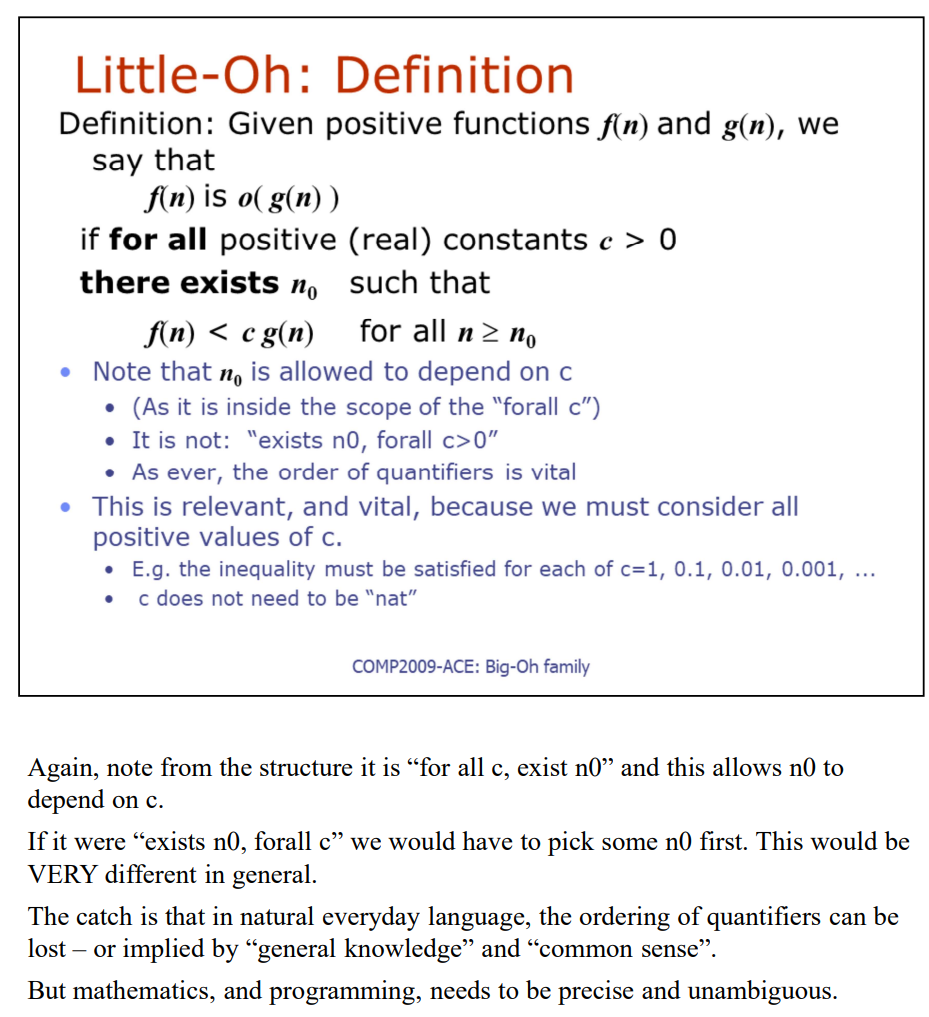 Little-Oh: Definition
Definition: Given positive functions f(n) and g(n), we
say that
f(n) is o( g(n) )
if for all positive (real) constants c > 0
there exists n₀ such that
f(n) < c g(n) for all n ≥ n₀
• Note that n₀ is allowed to depend on c
• (As it is inside the scope of the “forall c”)
• It is not: “exists n0, forall c>0”
• As ever, the order of quantifiers is vital
• This is relevant, and vital, because we must consider all
positive values of c.
• E.g. the inequality must be satisfied for each of c=1, 0.1, 0.01, 0.001, ...
• c does not need to be “nat”
COMP2009-ACE: Big-Oh family
Again, note from the structure it is “for all c, exist n0” and this allows n0 to
depend on c.
If it were “exists n0, forall c” we would have to pick some n0 first. This would be
VERY different in general.
The catch is that in natural everyday language, the ordering of quantifiers can be
lost – or implied by “general knowledge” and “common sense”.
But mathematics, and programming, needs to be precise and unambiguous.